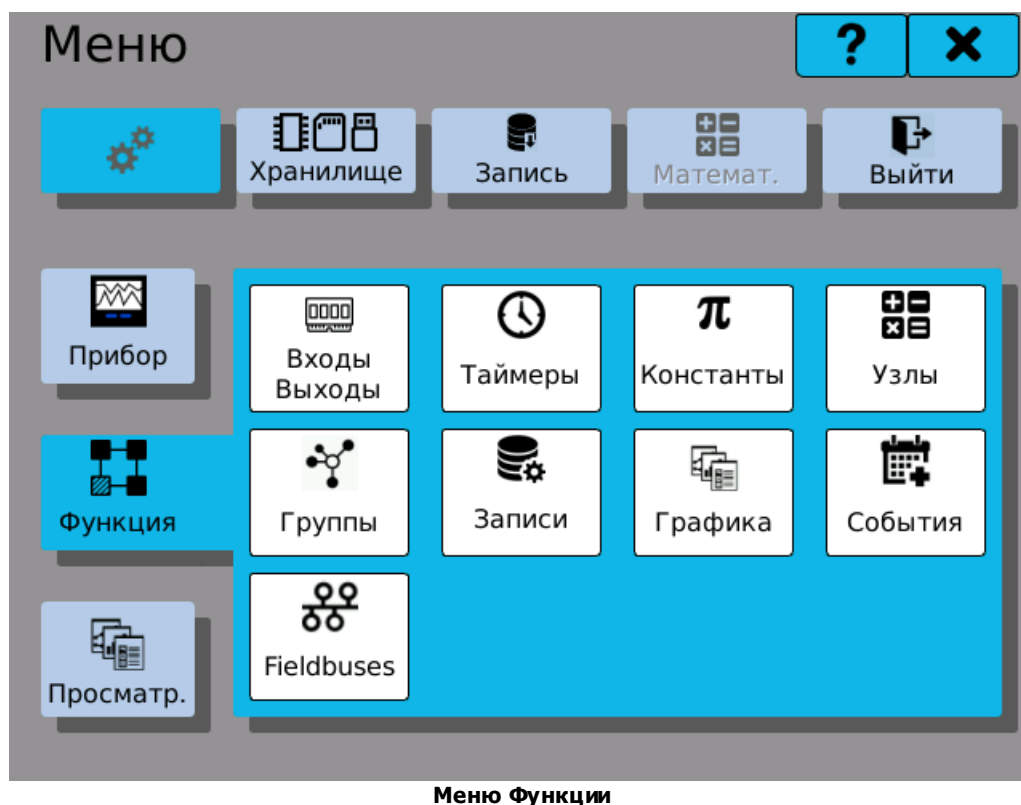 Меню
?
Хранилище
Запись
Математ.
Выйти
Прибор
Входы
Выходы
Таймеры
π
Константы
Узлы
Функция
Группы
Записи
Графика
События
Просматр.
Fieldbuses
Меню Функции